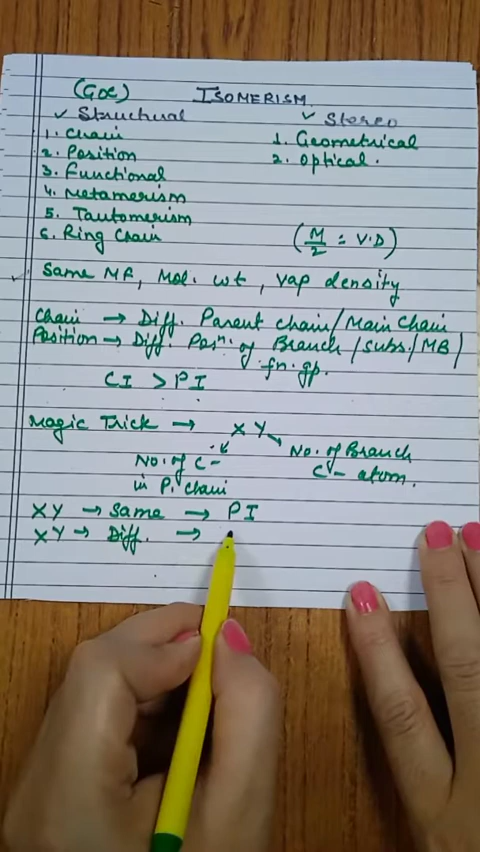 (GOC) ISOMERISM
✓ Structural
1. Chain
2. Position
3. Functional
4. Metamerism
5. Tautomerism
6. Ring Chain
✓ Stereo
1. Geometrical
2. Optical.
(M/2 = V.D)
✓ Same MF, Mol. wt, Vap density
Chain → Diff. Parent chain/Main Chain
Position → Diff. Posn. of Branch/Subs./MB/
fn. gp.
CI > PI
Magic Trick → XY
No. of C-
in P. chain
No. of Branch
C- atom.
XY → Same → PI
XY → Diff. →